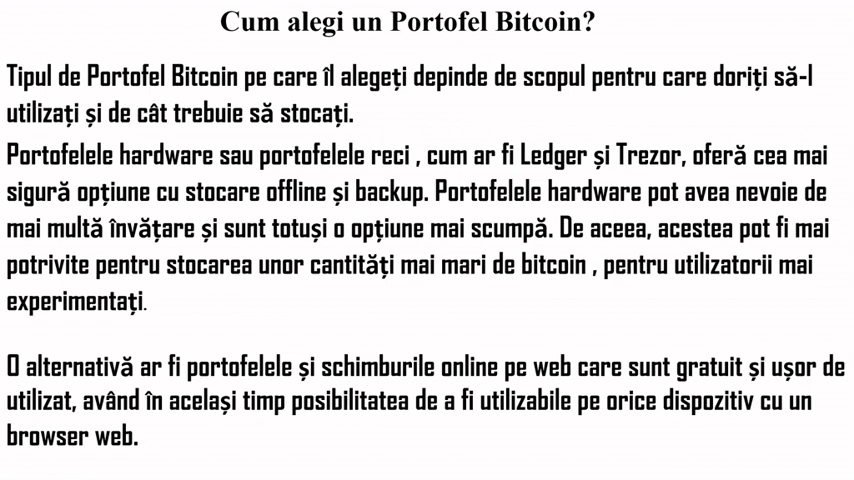 Cum alegi un Portofel Bitcoin?
Tipul de Portofel Bitcoin pe care îl alegeți depinde de scopul pentru care doriți să-l
utilizați și de cât trebuie să stocați.
Portofelele hardware sau portofelele reci , cum ar fi Ledger și Trezor, oferă cea mai
sigură opțiune cu stocare offline și backup. Portofelele hardware pot avea nevoie de
mai multă învățare și sunt totuși o opțiune mai scumpă. De aceea, acestea pot fi mai
potrivite pentru stocarea unor cantități mai mari de bitcoin , pentru utilizatorii mai
experimentați.
O alternativă ar fi portofelele și schimburile online pe web care sunt gratuit și ușor de
utilizat, având în același timp posibilitatea de a fi utilizabile pe orice dispozitiv cu un
browser web.